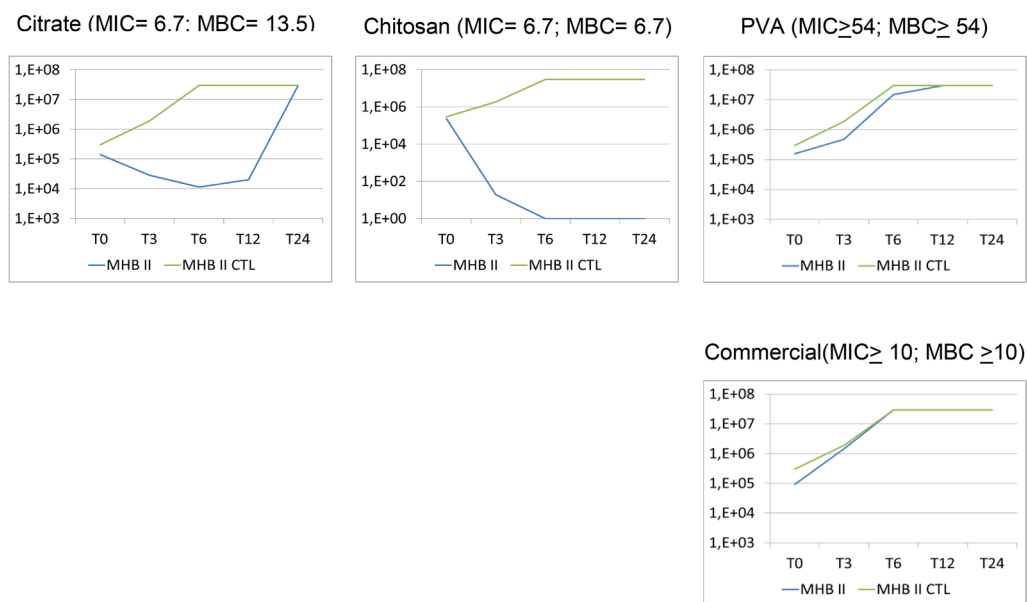 Citrate (MIC= 6.7: MBC= 13.5)
1,E+08
1,E+07
1,E+06
1,E+05
1,E+04
1,E+03
T0 T3 T6 T12 T24
MHB II MHB II CTL
Chitosan (MIC= 6.7; MBC= 6.7)
1,E+08
1,E+06
1,E+04
1,E+02
1,E+00
T0 T3 T6 T12 T24
MHB II MHB II CTL
PVA (MIC≥54; MBC≥ 54)
1,E+08
1,E+07
1,E+06
1,E+05
1,E+04
1,E+03
T0 T3 T6 T12 T24
MHB II MHB II CTL
Commercial(MIC≥ 10; MBC ≥10)
1,E+08
1,E+07
1,E+06
1,E+05
1,E+04
1,E+03
T0 T3 T6 T12 T24
MHB II MHB II CTL